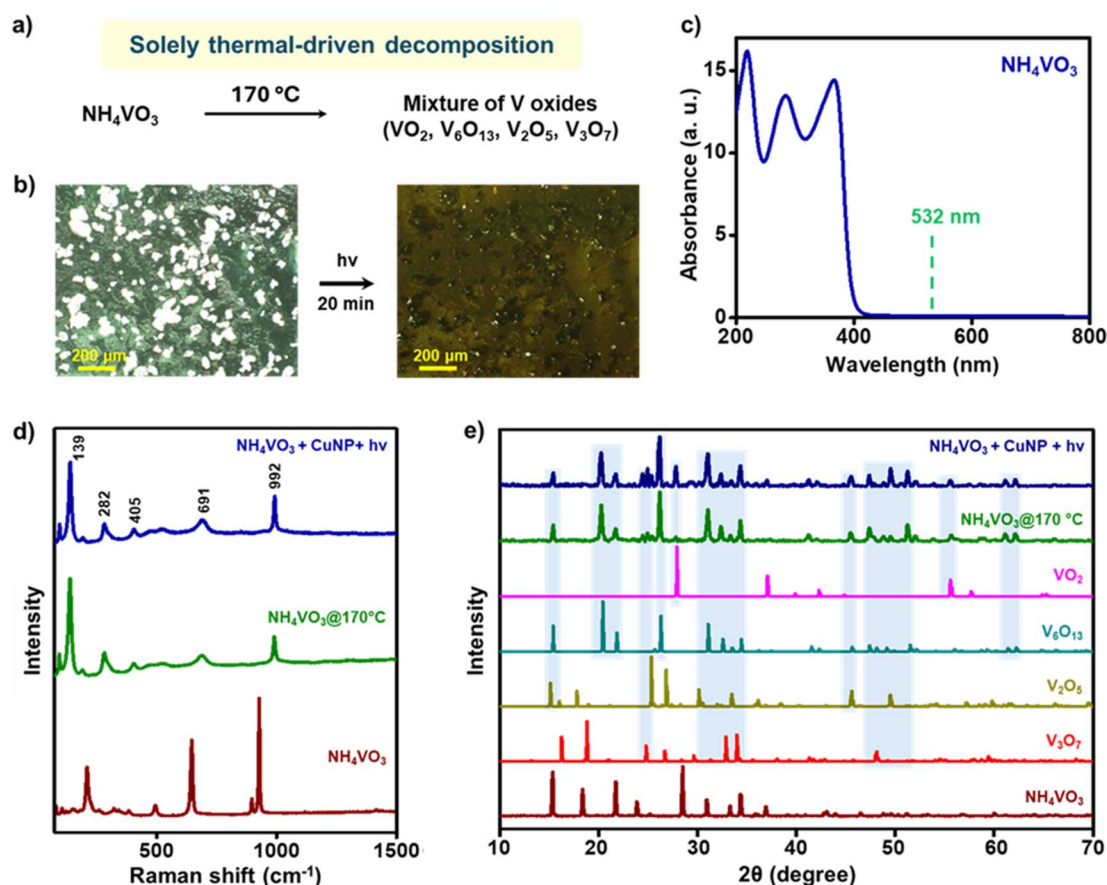 a)
Solely thermal-driven decomposition
NH₄VO₃
170 °C
Mixture of V oxides
(VO₂, V₆O₁₃, V₂O₅, V₃O₇)
b)
200 µm
hv
20 min
200 µm
c)
NH₄VO₃
532 nm
Absorbance (a. u.)
15
10
5
0
200
400
600
800
Wavelength (nm)
d)
NH₄VO₃ + CuNP+ hv
139
282
405
691
992
NH₄VO₃@170°C
NH₄VO₃
Intensity
500
1000
1500
Raman shift (cm⁻¹)
e)
NH₄VO₃ + CuNP + hv
NH₄VO₃@170 °C
VO₂
V₆O₁₃
V₂O₅
V₃O₇
NH₄VO₃
Intensity
10
20
30
40
50
60
70
2θ (degree)